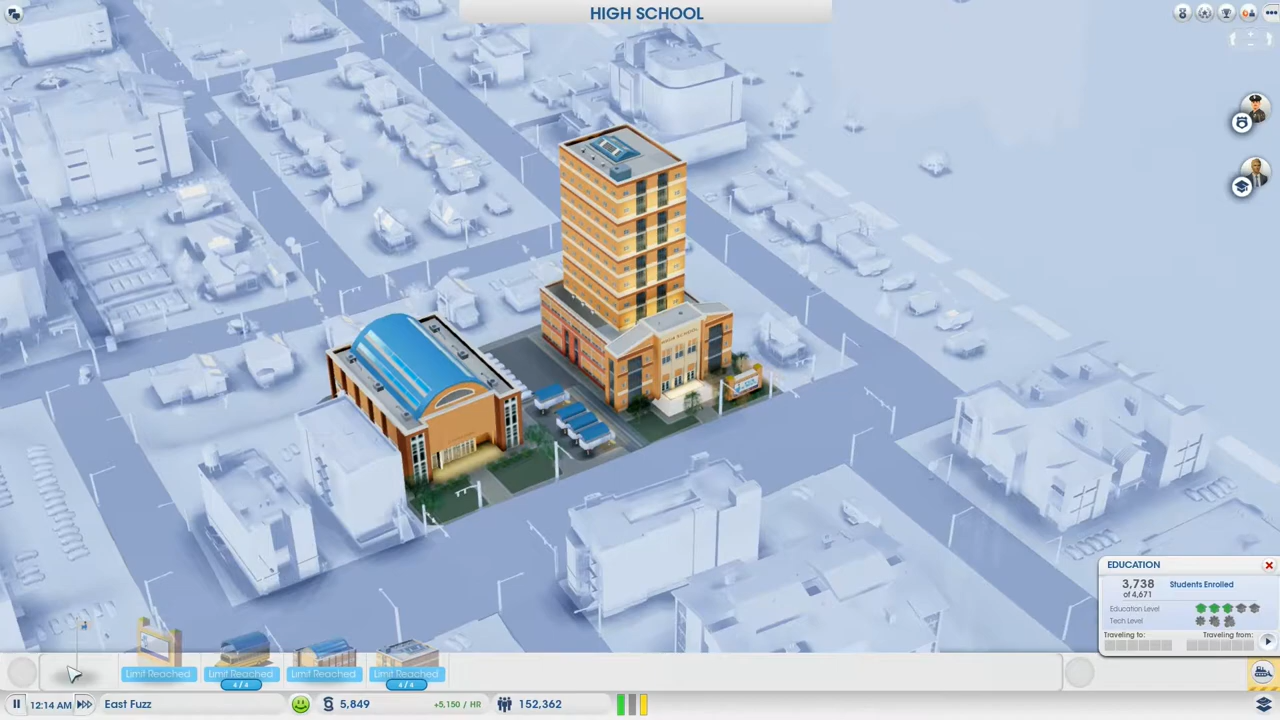 HIGH SCHOOL
HIGH SCHOOL
EDUCATION
3,738
of 4,671
Students Enrolled
Education Level
Tech Level
Traveling to:
Traveling from:
Limit Reached
Limit Reached
Limit Reached
Limit Reached
4/4
4/4
12:14 AM
East Fuzz
5,849
+5,150 / HR
152,362